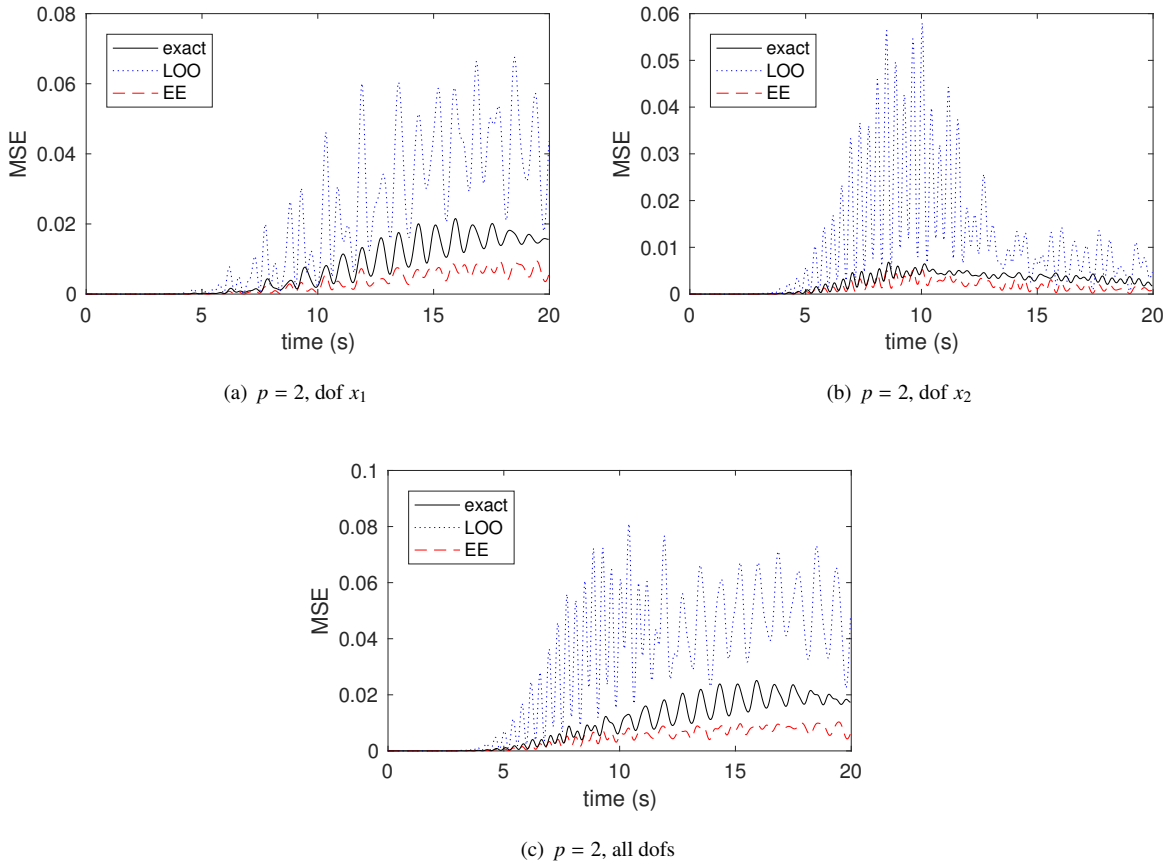 0.08
0.06
0.04
0.02
0
MSE
exact
LOO
EE
0 5 10 15 20
time (s)
(a) p = 2, dof x1
0.06
0.05
0.04
0.03
0.02
0.01
0
MSE
exact
LOO
EE
0 5 10 15 20
time (s)
(b) p = 2, dof x2
0.1
0.08
0.06
0.04
0.02
0
MSE
exact
LOO
EE
0 5 10 15 20
time (s)
(c) p = 2, all dofs